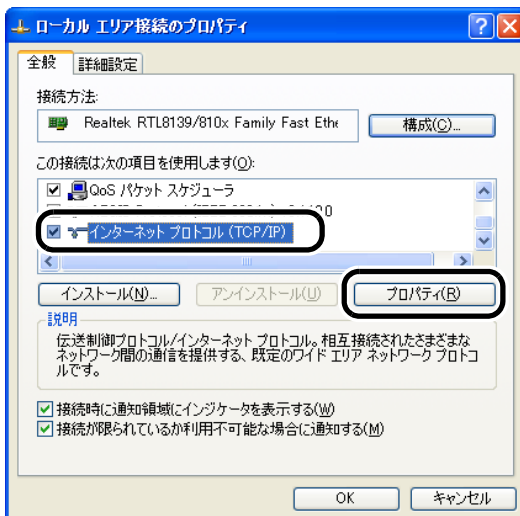 ローカル エリア接続のプロパティ
全般
詳細設定
接続方法:
Realtek RTL8139/810x Family Fast Ethe
構成(C)...
この接続は次の項目を使用します(O):
QoS パケット スケジューラ
インターネット プロトコル (TCP/IP)
インストール(N)...
アンインストール(U)
プロパティ(R)
説明
伝送制御プロトコル/インターネット プロトコル。相互接続されたさまざまな
ネットワーク間の通信を提供する、既定のワイド エリア ネットワーク プロトコ
ルです。
接続時に通知領域にインジケータを表示する(W)
接続が限られているか利用不可能な場合に通知する(M)
OK
キャンセル